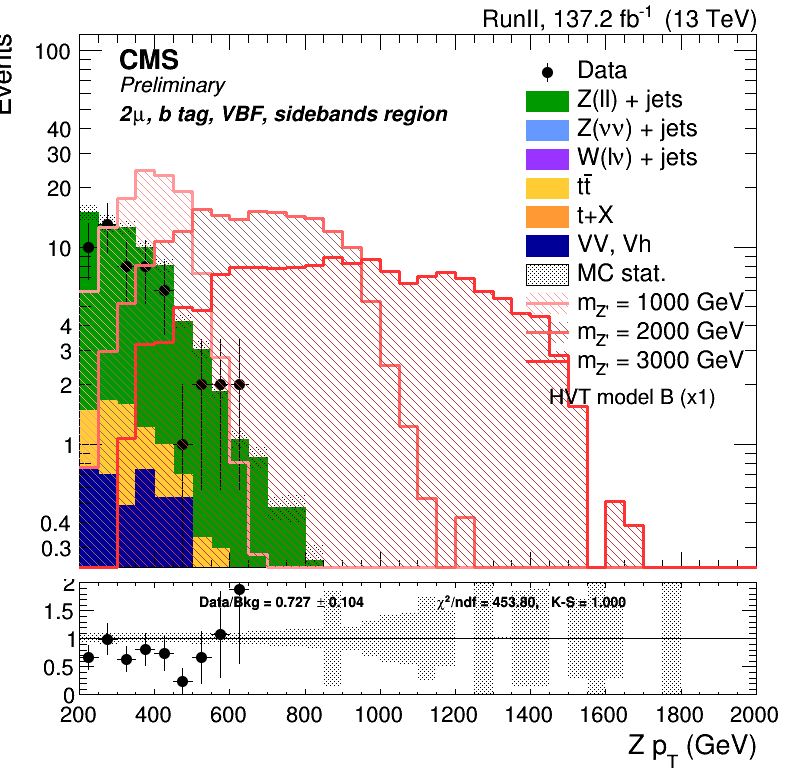 RunII, 137.2 fb⁻¹ (13 TeV)
Events
CMS
Preliminary
2μ, b tag, VBF, sidebands region
Data
Z(ll) + jets
Z(νν) + jets
W(lν) + jets
tt̄
t+X
VV, Vh
MC stat.
m_Z' = 1000 GeV
m_Z' = 2000 GeV
m_Z' = 3000 GeV
HVT model B (x1)
100
40
30
20
10
4
3
2
1
0.4
0.3
Data/Bkg = 0.727 ± 0.104 χ²/ndf = 453.80, K-S = 1.000
2
1.5
1
0.5
0
200 400 600 800 1000 1200 1400 1600 1800 2000
Z p_T (GeV)